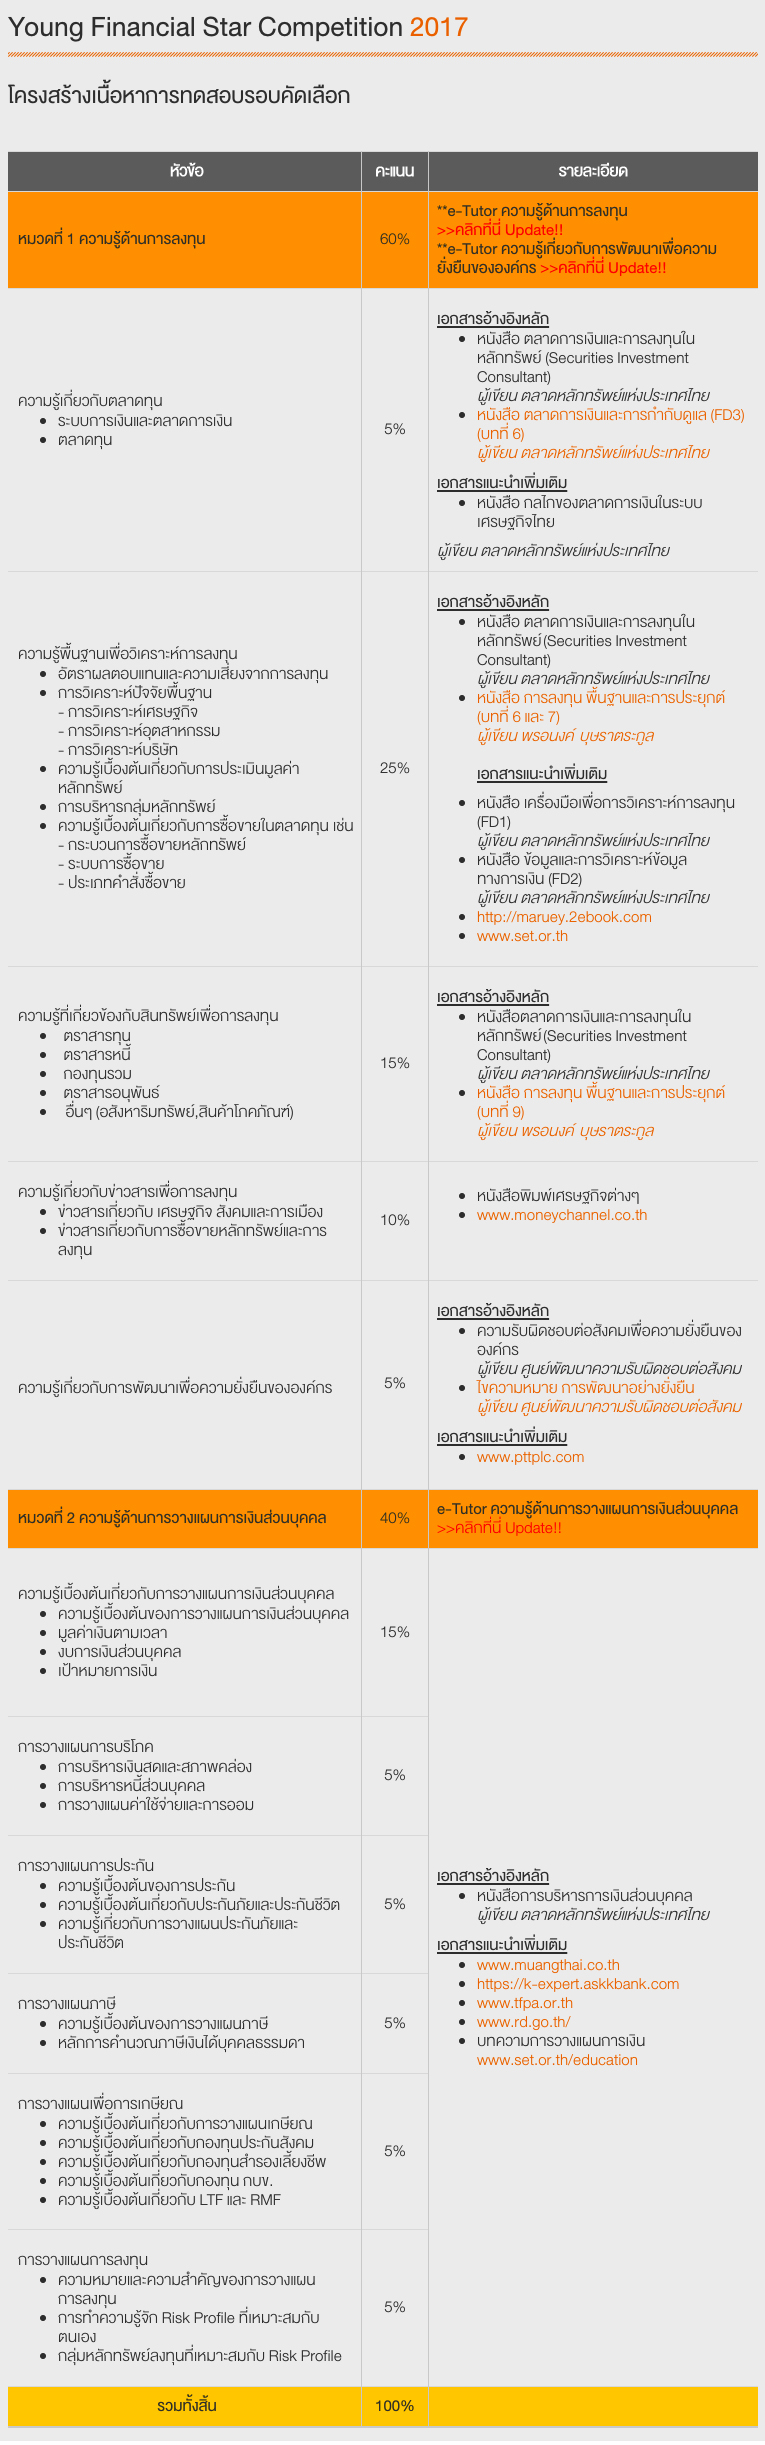 Young Financial Star Competition 2017
โครงสร้างเนื้อหาการทดสอบรอบคัดเลือก
หัวข้อ
คะแนน
รายละเอียด
หมวดที่ 1 ความรู้ด้านการลงทุน
60%
**e-Tutor ความรู้ด้านการลงทุน
>>คลิกที่นี่ Update!!
**e-Tutor ความรู้เกี่ยวกับการพัฒนาเพื่อความ
ยั่งยืนขององค์กร >>คลิกที่นี่ Update!!
ความรู้เกี่ยวกับตลาดทุน
• ระบบการเงินและตลาดการเงิน
• ตลาดทุน
5%
เอกสารอ้างอิงหลัก
• หนังสือ ตลาดการเงินและการลงทุนใน
หลักทรัพย์ (Securities Investment
Consultant)
ผู้เขียน ตลาดหลักทรัพย์แห่งประเทศไทย
• หนังสือ ตลาดการเงินและการกำกับดูแล (FD3)
(บทที่ 6)
ผู้เขียน ตลาดหลักทรัพย์แห่งประเทศไทย
เอกสารแนะนำเพิ่มเติม
• หนังสือ กลไกของตลาดการเงินในระบบ
เศรษฐกิจไทย
ผู้เขียน ตลาดหลักทรัพย์แห่งประเทศไทย
ความรู้พื้นฐานเพื่อวิเคราะห์การลงทุน
• อัตราผลตอบแทนและความเสี่ยงจากการลงทุน
• การวิเคราะห์ปัจจัยพื้นฐาน
- การวิเคราะห์เศรษฐกิจ
- การวิเคราะห์อุตสาหกรรม
- การวิเคราะห์บริษัท
• ความรู้เบื้องต้นเกี่ยวกับการประเมินมูลค่า
หลักทรัพย์
• การบริหารกลุ่มหลักทรัพย์
• ความรู้เบื้องต้นเกี่ยวกับการซื้อขายในตลาดทุน เช่น
- กระบวนการซื้อขายหลักทรัพย์
- ระบบการซื้อขาย
- ประเภทคำสั่งซื้อขาย
25%
เอกสารอ้างอิงหลัก
• หนังสือ ตลาดการเงินและการลงทุนใน
หลักทรัพย์(Securities Investment
Consultant)
ผู้เขียน ตลาดหลักทรัพย์แห่งประเทศไทย
• หนังสือ การลงทุน พื้นฐานและการประยุกต์
(บทที่ 6 และ 7)
ผู้เขียน พรอนงค์ บุษราตระกูล
เอกสารแนะนำเพิ่มเติม
• หนังสือ เครื่องมือเพื่อการวิเคราะห์การลงทุน
(FD1)
ผู้เขียน ตลาดหลักทรัพย์แห่งประเทศไทย
• หนังสือ ข้อมูลและการวิเคราะห์ข้อมูล
ทางการเงิน (FD2)
ผู้เขียน ตลาดหลักทรัพย์แห่งประเทศไทย
• http://maruey.2ebook.com
• www.set.or.th
ความรู้ที่เกี่ยวข้องกับสินทรัพย์เพื่อการลงทุน
• ตราสารทุน
• ตราสารหนี้
• กองทุนรวม
• ตราสารอนุพันธ์
• อื่นๆ (อสังหาริมทรัพย์,สินค้าโภคภัณฑ์)
15%
เอกสารอ้างอิงหลัก
• หนังสือตลาดการเงินและการลงทุนใน
หลักทรัพย์(Securities Investment
Consultant)
ผู้เขียน ตลาดหลักทรัพย์แห่งประเทศไทย
• หนังสือ การลงทุน พื้นฐานและการประยุกต์
(บทที่ 9)
ผู้เขียน พรอนงค์ บุษราตระกูล
ความรู้เกี่ยวกับข่าวสารเพื่อการลงทุน
• ข่าวสารเกี่ยวกับ เศรษฐกิจ สังคมและการเมือง
• ข่าวสารเกี่ยวกับการซื้อขายหลักทรัพย์และการ
ลงทุน
10%
• หนังสือพิมพ์เศรษฐกิจต่างๆ
• www.moneychannel.co.th
ความรู้เกี่ยวกับการพัฒนาเพื่อความยั่งยืนขององค์กร
5%
เอกสารอ้างอิงหลัก
• ความรับผิดชอบต่อสังคมเพื่อความยั่งยืนของ
องค์กร
ผู้เขียน ศูนย์พัฒนาความรับผิดชอบต่อสังคม
• ไขความหมาย การพัฒนาอย่างยั่งยืน
ผู้เขียน ศูนย์พัฒนาความรับผิดชอบต่อสังคม
เอกสารแนะนำเพิ่มเติม
• www.pttplc.com
หมวดที่ 2 ความรู้ด้านการวางแผนการเงินส่วนบุคคล
40%
e-Tutor ความรู้ด้านการวางแผนการเงินส่วนบุคคล
>>คลิกที่นี่ Update!!
ความรู้เบื้องต้นเกี่ยวกับการวางแผนการเงินส่วนบุคคล
• ความรู้เบื้องต้นของการวางแผนการเงินส่วนบุคคล
• มูลค่าเงินตามเวลา
• งบการเงินส่วนบุคคล
• เป้าหมายการเงิน
15%
การวางแผนการบริโภค
• การบริหารเงินสดและสภาพคล่อง
• การบริหารหนี้ส่วนบุคคล
• การวางแผนค่าใช้จ่ายและการออม
5%
การวางแผนการประกัน
• ความรู้เบื้องต้นของการประกัน
• ความรู้เบื้องต้นเกี่ยวกับประกันภัยและประกันชีวิต
• ความรู้เกี่ยวกับการวางแผนประกันภัยและ
ประกันชีวิต
5%
การวางแผนภาษี
• ความรู้เบื้องต้นของการวางแผนภาษี
• หลักการคำนวณภาษีเงินได้บุคคลธรรมดา
5%
การวางแผนเพื่อการเกษียณ
• ความรู้เบื้องต้นเกี่ยวกับการวางแผนเกษียณ
• ความรู้เบื้องต้นเกี่ยวกับกองทุนประกันสังคม
• ความรู้เบื้องต้นเกี่ยวกับกองทุนสำรองเลี้ยงชีพ
• ความรู้เบื้องต้นเกี่ยวกับกองทุน กบข.
• ความรู้เบื้องต้นเกี่ยวกับ LTF และ RMF
5%
การวางแผนการลงทุน
• ความหมายและความสำคัญของการวางแผน
การลงทุน
• การทำความรู้จัก Risk Profile ที่เหมาะสมกับ
ตนเอง
• กลุ่มหลักทรัพย์ลงทุนที่เหมาะสมกับ Risk Profile
5%
เอกสารอ้างอิงหลัก
• หนังสือการบริหารการเงินส่วนบุคคล
ผู้เขียน ตลาดหลักทรัพย์แห่งประเทศไทย
เอกสารแนะนำเพิ่มเติม
• www.muangthai.co.th
• https://k-expert.askkbank.com
• www.tfpa.or.th
• www.rd.go.th/
• บทความการวางแผนการเงิน
www.set.or.th/education
รวมทั้งสิ้น
100%